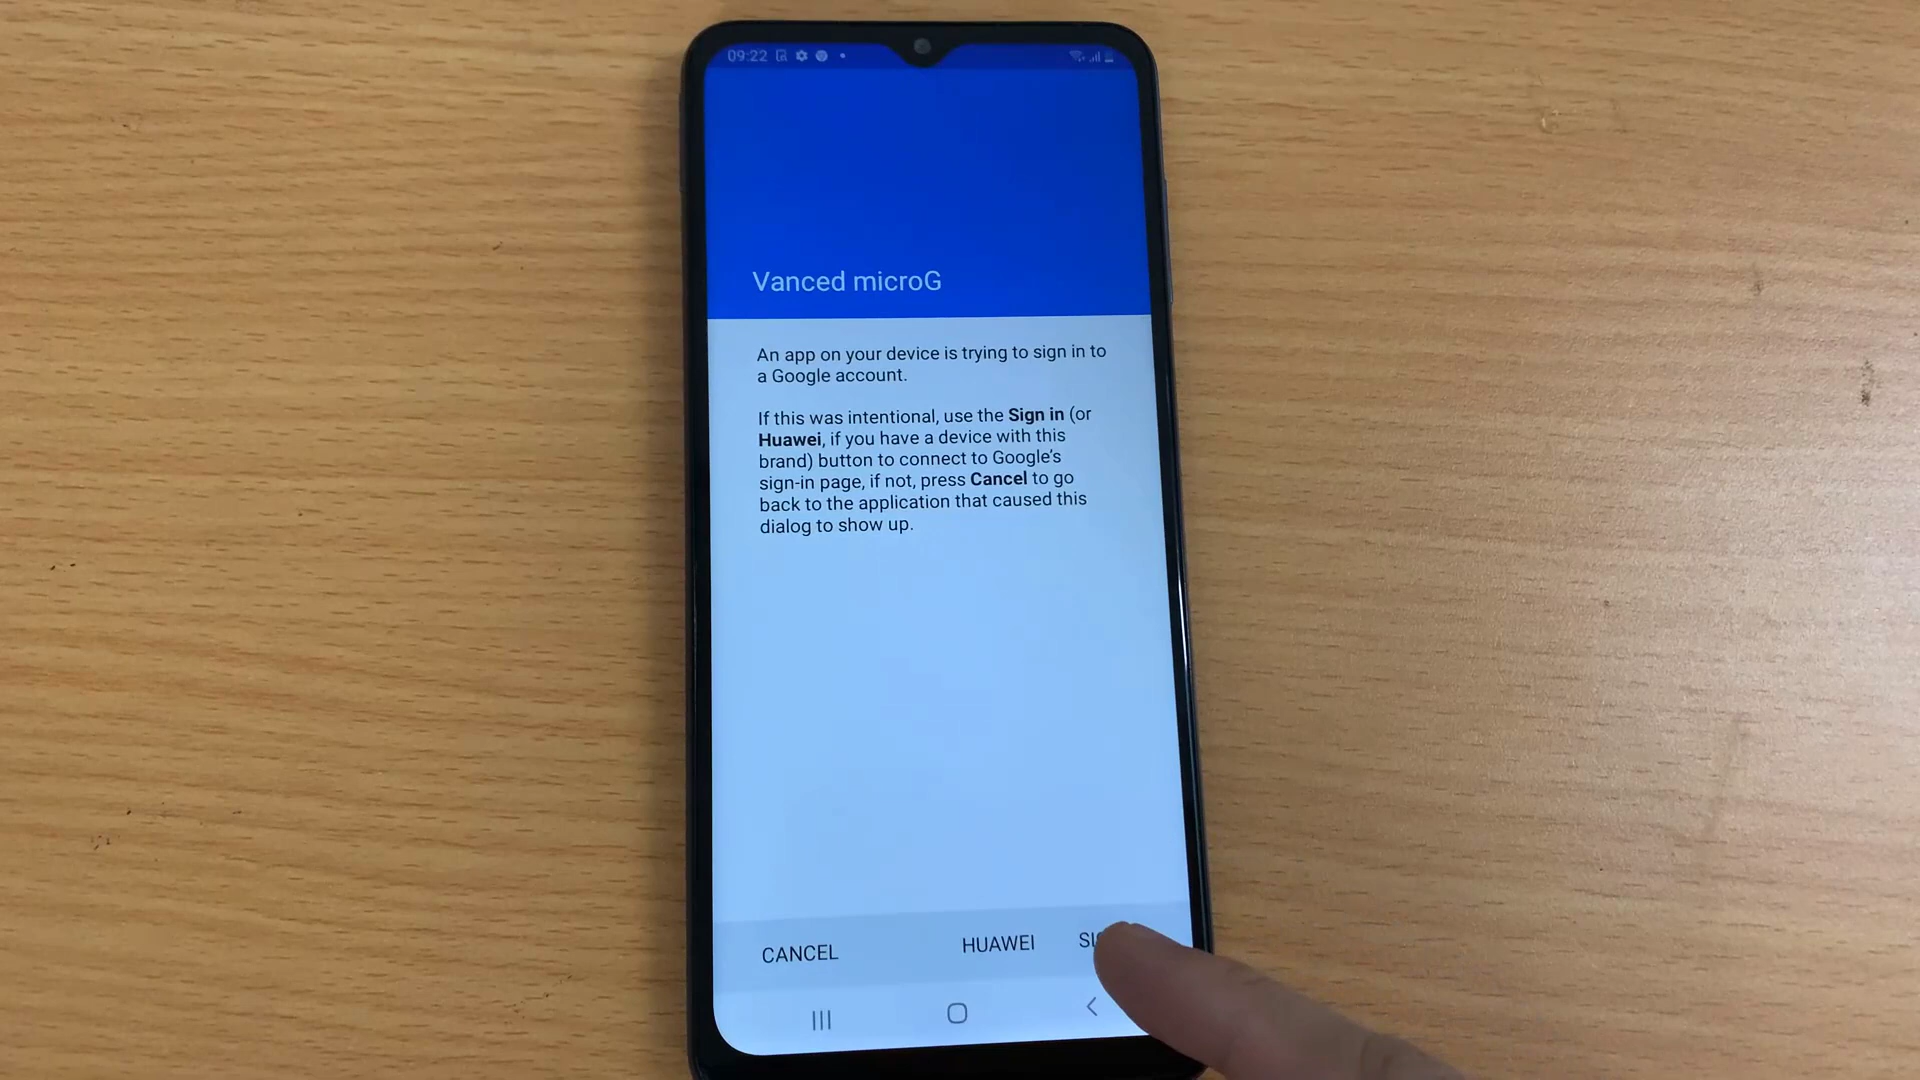 09:22
Vanced microG
An app on your device is trying to sign in to
a Google account.
If this was intentional, use the Sign in (or
Huawei, if you have a device with this
brand) button to connect to Google's
sign-in page, if not, press Cancel to go
back to the application that caused this
dialog to show up.
CANCEL HUAWEI